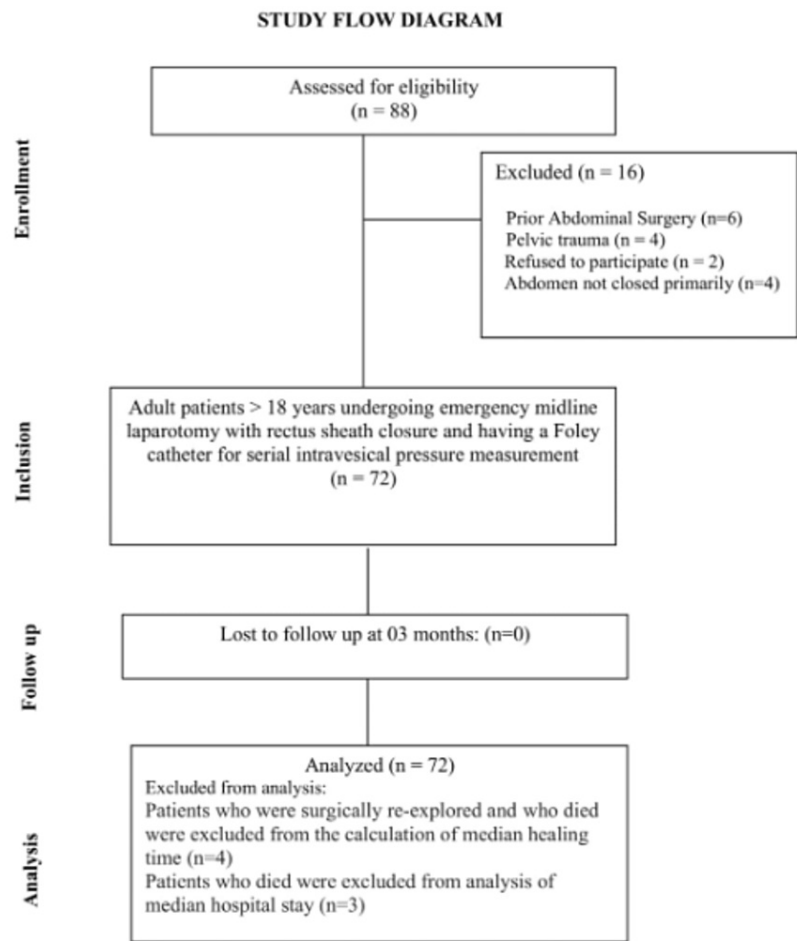 STUDY FLOW DIAGRAM
Enrollment
Assessed for eligibility
(n = 88)
Excluded (n = 16)
Prior Abdominal Surgery (n=6)
Pelvic trauma (n = 4)
Refused to participate (n = 2)
Abdomen not closed primarily (n=4)
Inclusion
Adult patients > 18 years undergoing emergency midline
laparotomy with rectus sheath closure and having a Foley
catheter for serial intravesical pressure measurement
(n = 72)
Follow up
Lost to follow up at 03 months: (n=0)
Analysis
Analyzed (n = 72)
Excluded from analysis:
Patients who were surgically re-explored and who died
were excluded from the calculation of median healing
time (n=4)
Patients who died were excluded from analysis of
median hospital stay (n=3)